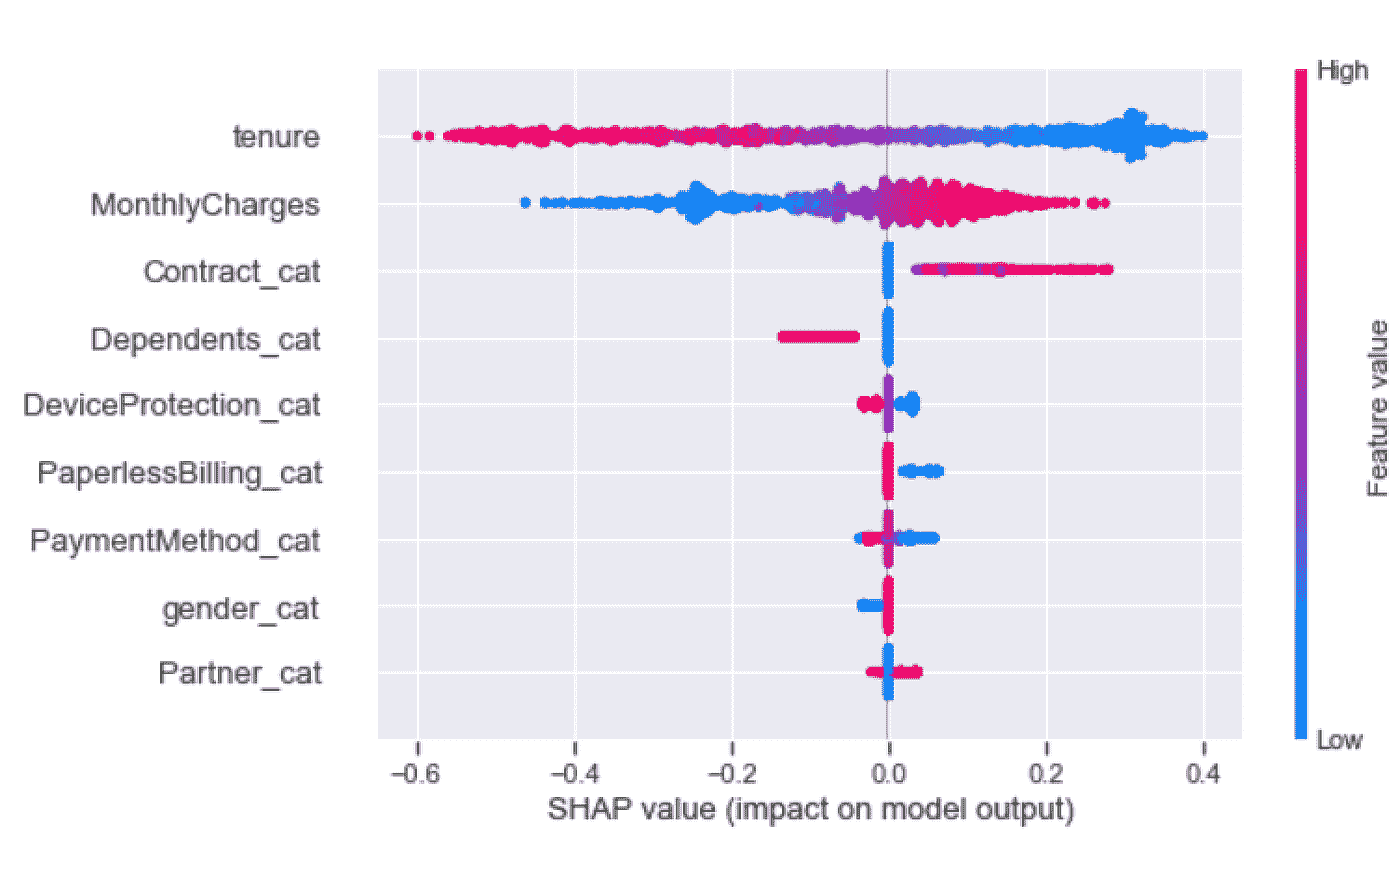 High
tenure
MonthlyCharges
Contract_cat
Dependents_cat
DeviceProtection_cat
PaperlessBilling_cat
PaymentMethod_cat
gender_cat
Partner_cat
Feature value
Low
−0.6 −0.4 −0.2 0.0 0.2 0.4
SHAP value (impact on model output)